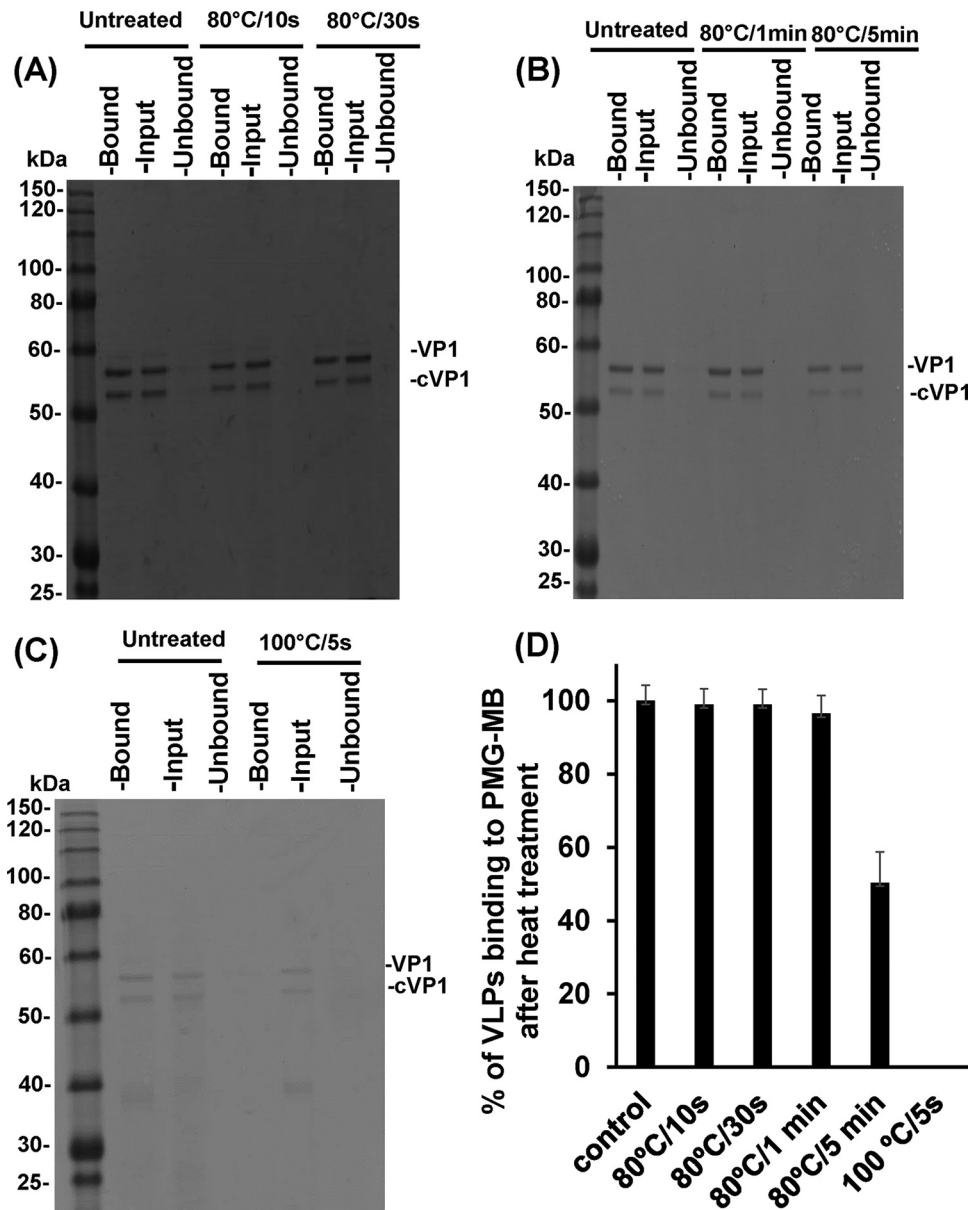 (A)
Untreated 80°C/10s 80°C/30s
-Bound
-Input
-Unbound
-Bound
-Input
-Unbound
-Bound
-Input
-Unbound
kDa
150-
120-
100-
80-
60-
50-
40-
30-
25-
-VP1
-cVP1
(B)
Untreated 80°C/1min 80°C/5min
-Bound
-Input
-Unbound
-Bound
-Input
-Unbound
-Bound
-Input
-Unbound
kDa
150-
120-
100-
80-
60-
50-
40-
30-
25-
-VP1
-cVP1
(C)
Untreated 100°C/5s
-Bound
-Input
-Unbound
-Bound
-Input
-Unbound
kDa
150-
120-
100-
80-
60-
50-
40-
30-
25-
-VP1
-cVP1
(D)
% of VLPs binding to PMG-MB
after heat treatment
100
80
60
40
20
0
control
80ºC/10s
80ºC/30s
80ºC/1 min
80ºC/5 min
100 ºC/5s